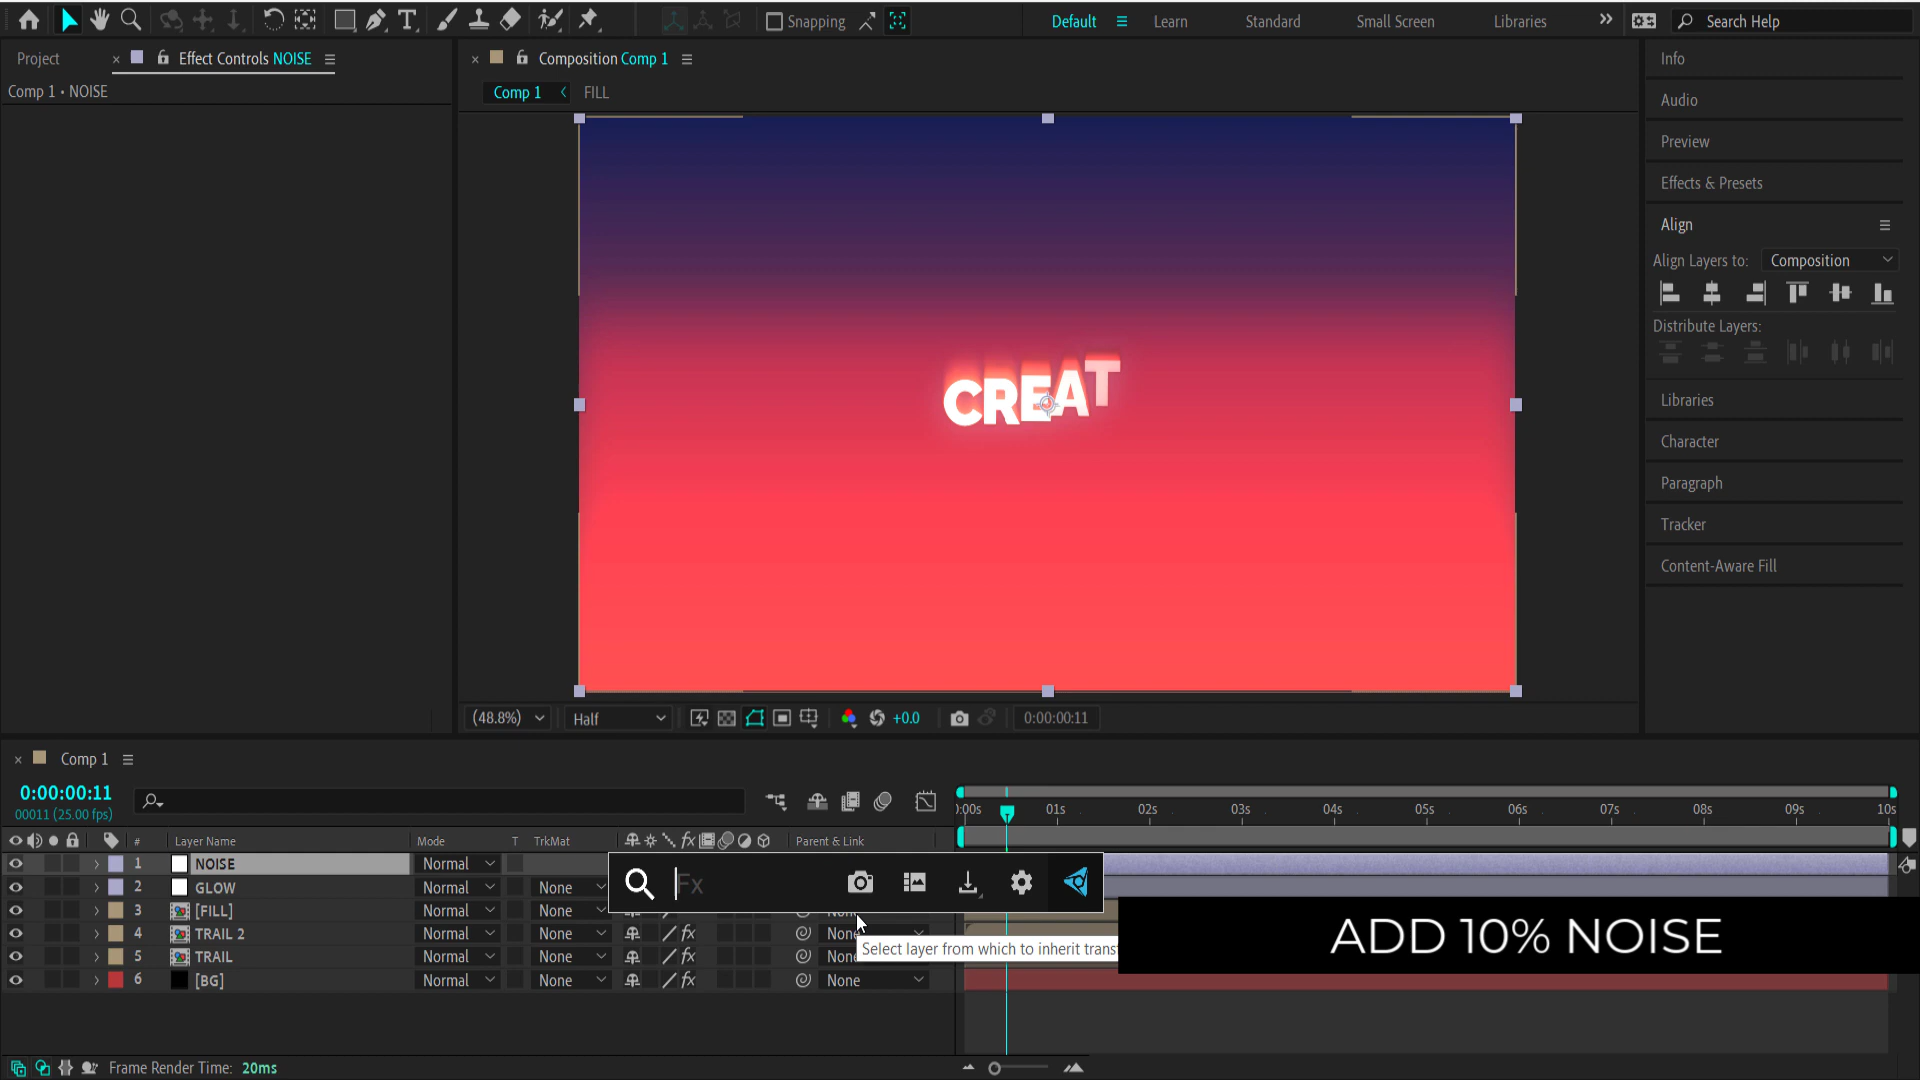 Snapping
Default
Learn
Standard
Small Screen
Libraries
Search Help
Project
Effect Controls NOISE
Composition Comp 1
Info
Comp 1 • NOISE
Comp 1
FILL
Audio
Preview
Effects & Presets
Align
Align Layers to:
Composition
Distribute Layers:
CREAT
Libraries
Character
Paragraph
Tracker
Content-Aware Fill
(48.8%)
Half
+0.0
0:00:00:11
Comp 1
0:00:00:11
00011 (25.00 fps)
:00s 01s 02s 03s 04s 05s 06s 07s 08s 09s 10s
# Layer Name Mode T TrkMat Parent & Link
1 NOISE Normal
2 GLOW Normal None
3 [FILL] Normal None
4 TRAIL 2 Normal None
5 TRAIL Normal None
6 [BG] Normal None None
Fx
Select layer from which to inherit
ADD 10% NOISE
Frame Render Time: 20ms